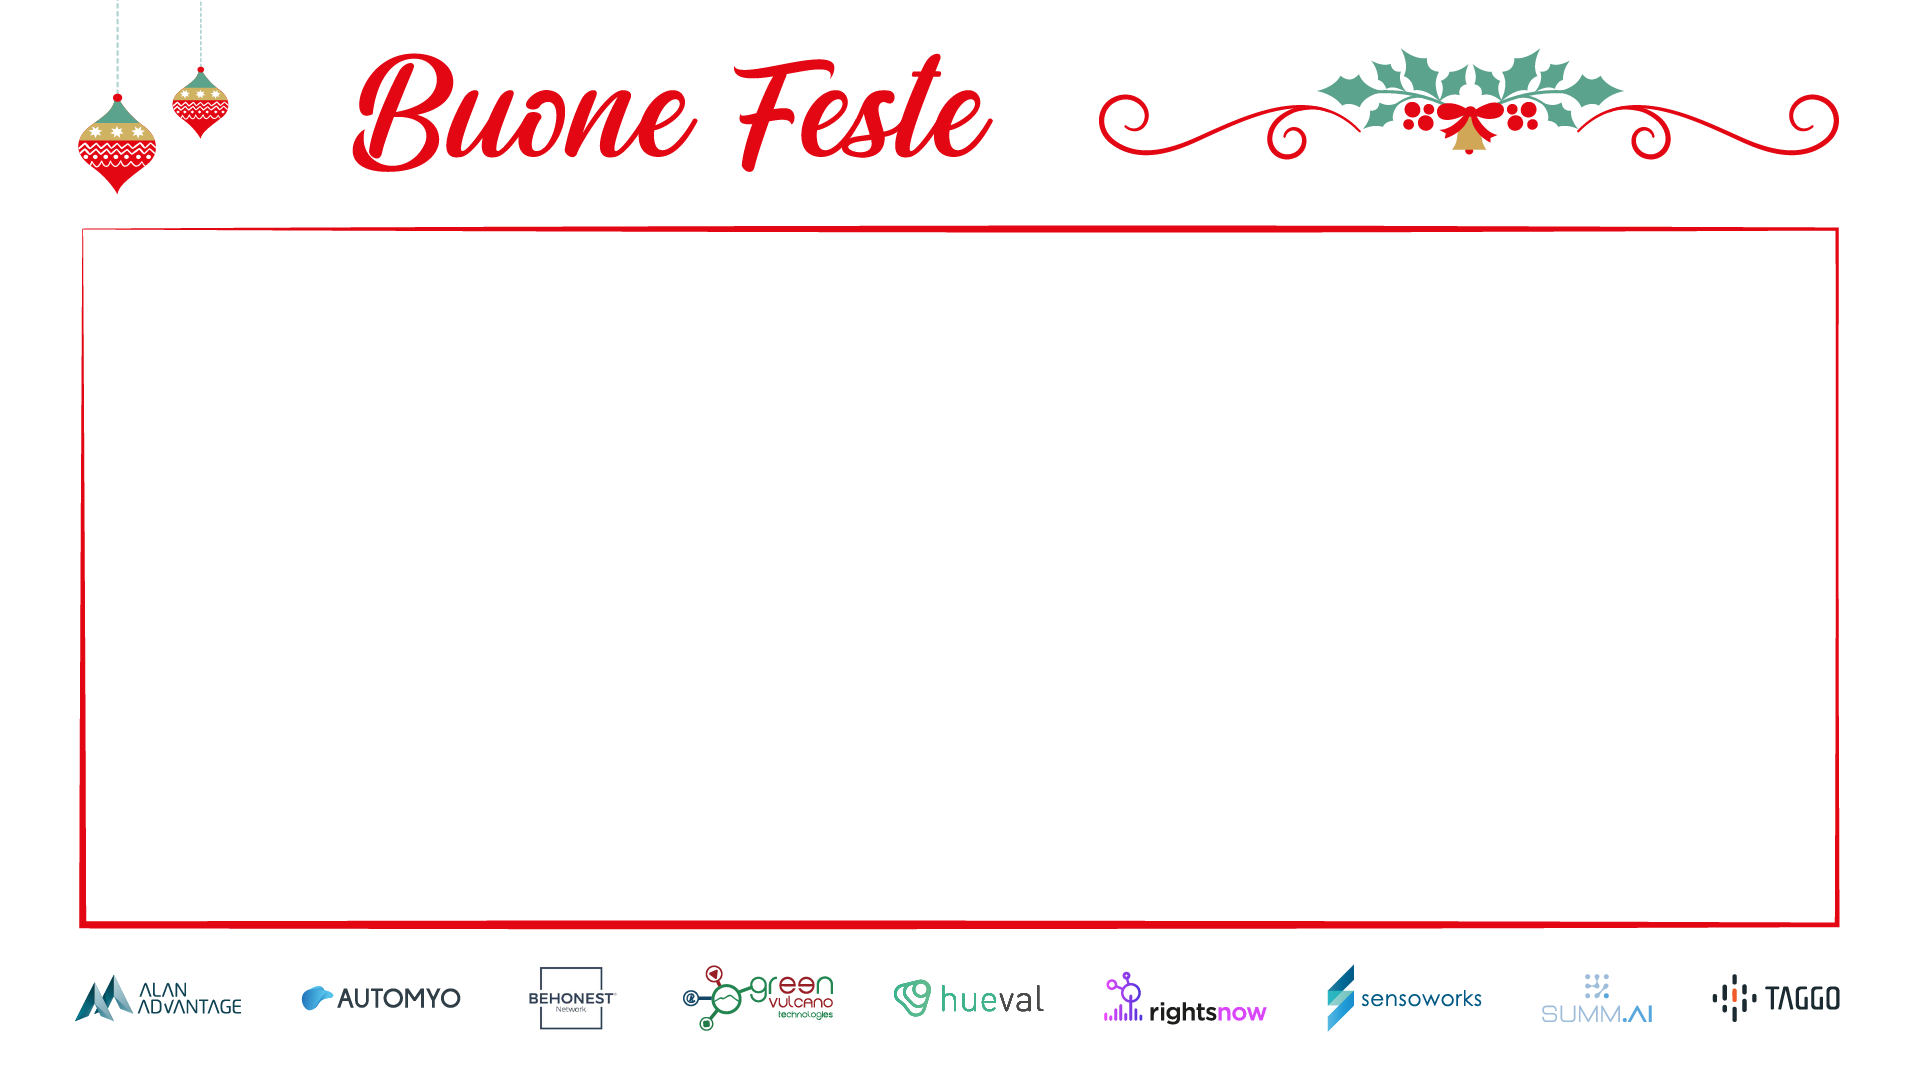 Buone Feste
ALAN
ADVANTAGE
AUTOMYO
BEHONEST
Network
green
vulcano
technologies
hueval
rightsnow
sensoworks
SUMM.AI
TAGGO